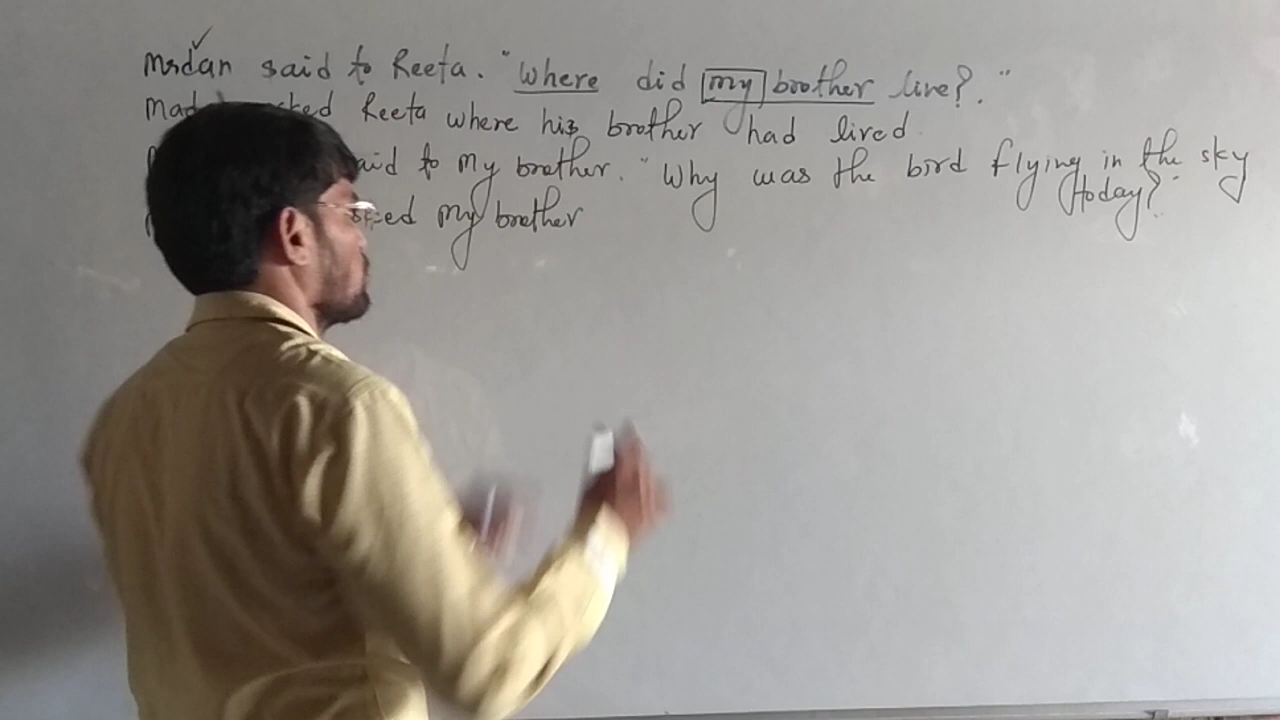 Madan said to Reeta. "Where did my brother live?."
Reeta where his brother had lived
said to my brother. "Why was the bird flying in the sky
today?"
my brother